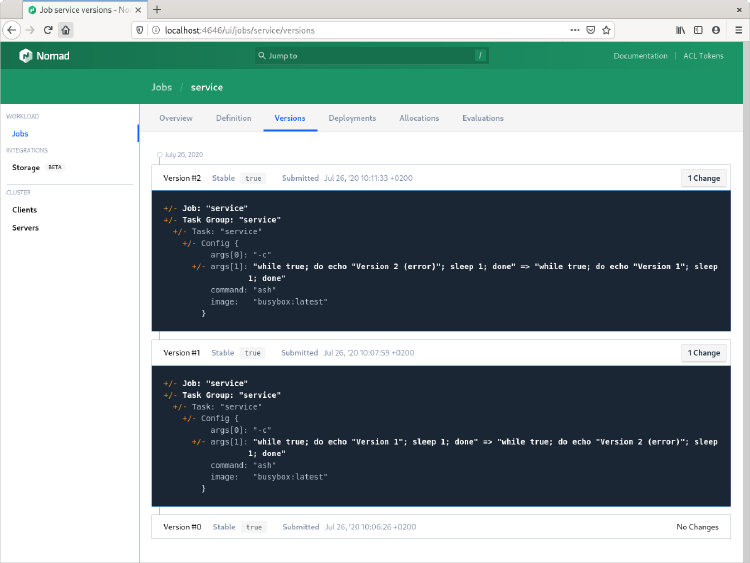 Job service versions - No
localhost:4646/ui/jobs/service/versions
Nomad
Jump to
/
Documentation
ACL Tokens
Jobs / service
WORKLOAD
Jobs
INTEGRATIONS
Storage BETA
CLUSTER
Clients
Servers
Overview Definition Versions Deployments Allocations Evaluations
July 26, 2020
Version #2 Stable true Submitted Jul 26, '20 10:11:33 +0200 1 Change
+/- Job: "service"
+/- Task Group: "service"
+/- Task: "service"
+/- Config {
args[0]: "-c"
+/- args[1]: "while true; do echo "Version 2 (error)"; sleep 1; done" => "while true; do echo "Version 1"; sleep
1; done"
command: "ash"
image: "busybox:latest"
}
Version #1 Stable true Submitted Jul 26, '20 10:07:59 +0200 1 Change
+/- Job: "service"
+/- Task Group: "service"
+/- Task: "service"
+/- Config {
args[0]: "-c"
+/- args[1]: "while true; do echo "Version 1"; sleep 1; done" => "while true; do echo "Version 2 (error)"; sleep
1; done"
command: "ash"
image: "busybox:latest"
}
Version #0 Stable true Submitted Jul 26, '20 10:06:26 +0200 No Changes